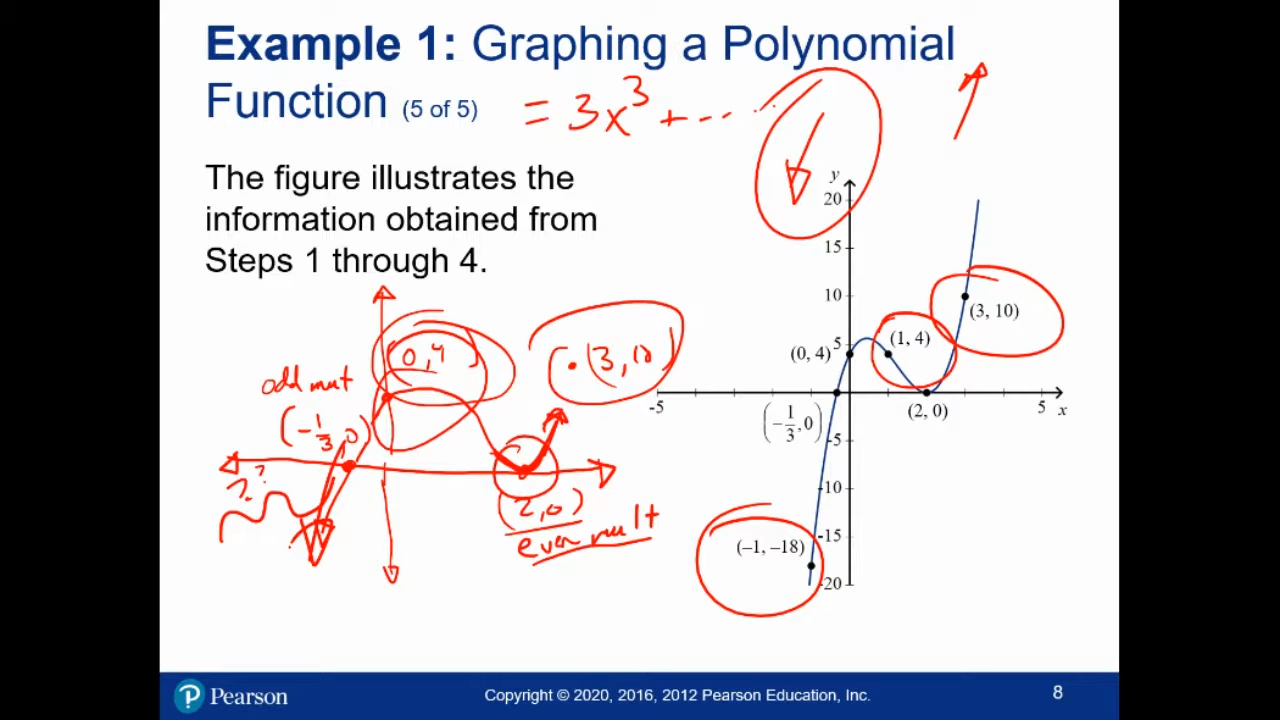 Example 1: Graphing a Polynomial
Function (5 of 5)
= 3x³ + ...
The figure illustrates the
information obtained from
Steps 1 through 4.
y
20
15
10
5
-5
5
x
-5
-10
-15
-20
(3, 10)
(1, 4)
(0, 4)
(2, 0)
(-1/3, 0)
(–1, –18)
0,4
(3, 10)
odd mult
(-1/3, 0)
? ?
(2,0)
even mult
Pearson
Copyright © 2020, 2016, 2012 Pearson Education, Inc.
8